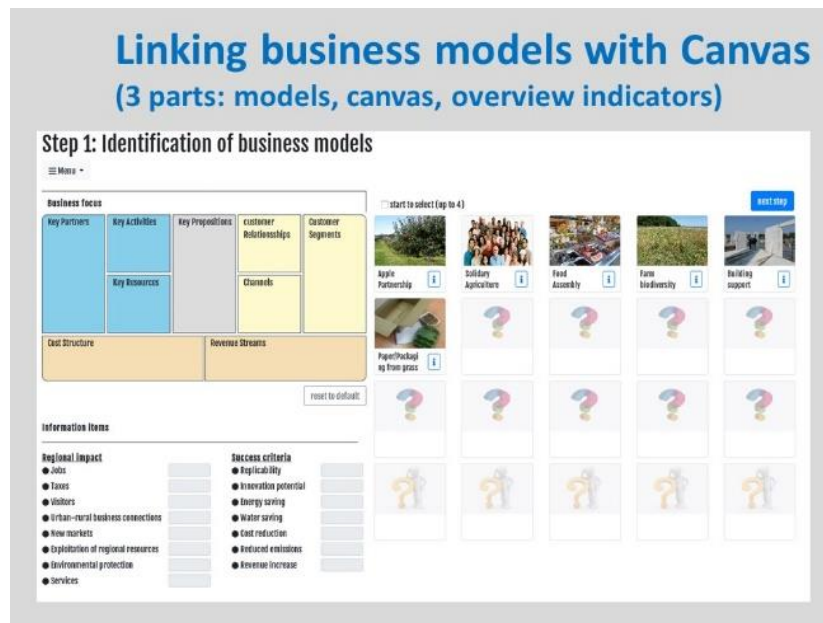 Linking business models with Canvas
(3 parts: models, canvas, overview indicators)
Step 1: Identification of business models
Menu
Business focus
Key Partners
Key Activities
Key Propositions
customer
Relationsships
Customer
Segments
Key Resources
Channels
Cost Structure
Revenue Streams
reset to default
start to select (up to 4)
next step
Apple
Partnership
i
Solidary
Agriculture
i
Food
Assembly
i
Farm
biodiversity
i
Building
support
i
Paper/Packagi
ng from grass
i
Information items
Regional impact
Jobs
Taxes
Visitors
Urban-rural business connections
New markets
Exploitation of regional resources
Environmental protection
Services
Success criteria
Replicability
Innovation potential
Energy saving
Water saving
Cost reduction
Reduced emissions
Revenue increase